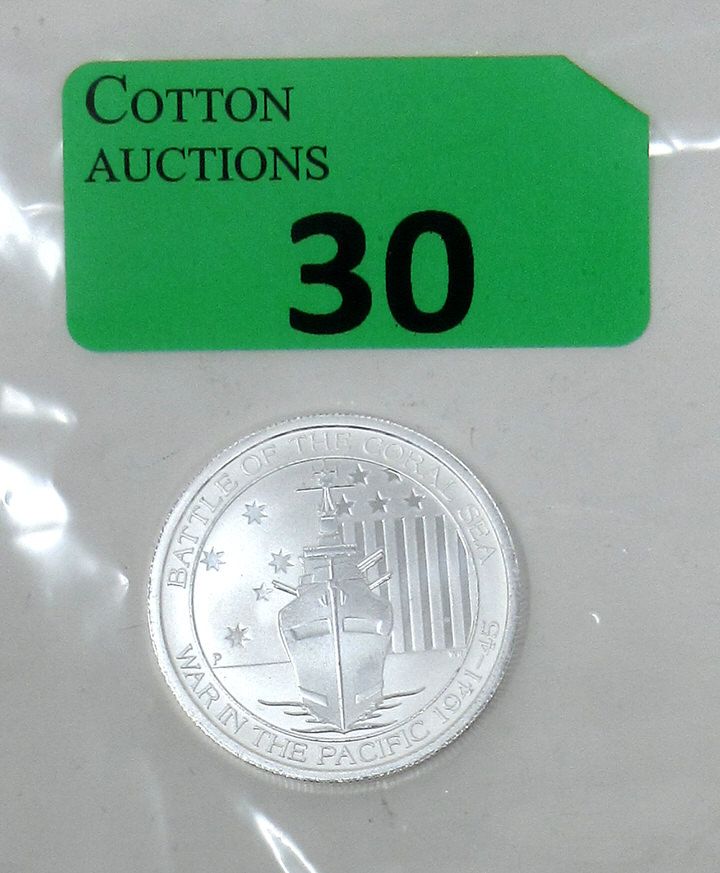 COTTON
AUCTIONS
30
BATTLE OF THE CORAL SEA
P
WAR IN THE PACIFIC 1941-45